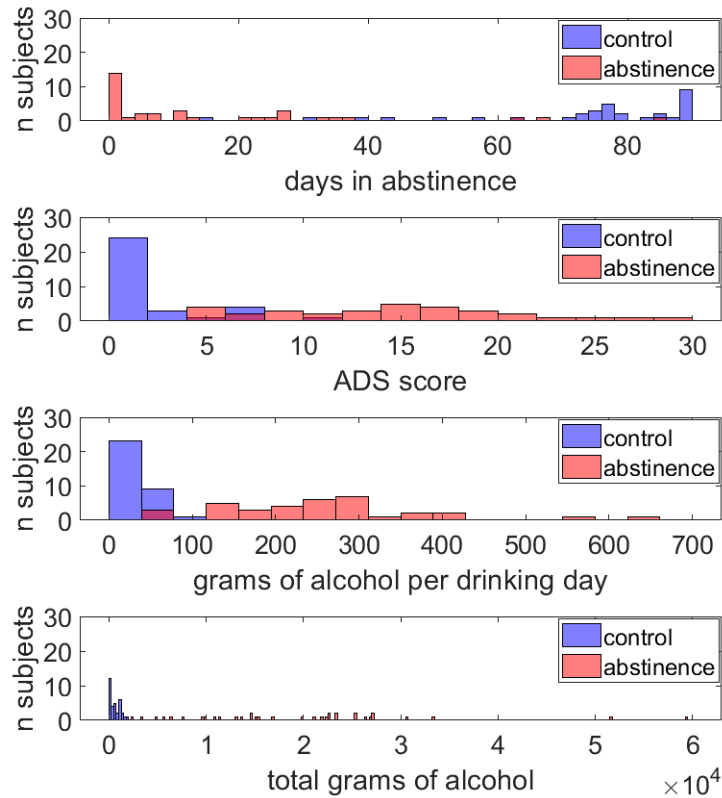 n subjects
30
20
10
0
control
abstinence
0 20 40 60 80
days in abstinence
n subjects
30
20
10
0
control
abstinence
0 5 10 15 20 25 30
ADS score
n subjects
30
20
10
0
control
abstinence
0 100 200 300 400 500 600 700
grams of alcohol per drinking day
n subjects
30
20
10
0
control
abstinence
0 1 2 3 4 5 6
total grams of alcohol
×10⁴